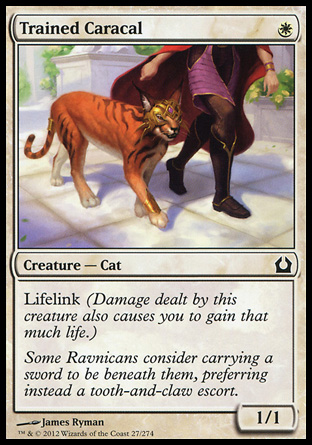 Trained Caracal
Creature — Cat
Lifelink (Damage dealt by this
creature also causes you to gain that
much life.)
Some Ravnicans consider carrying a
sword to be beneath them, preferring
instead a tooth-and-claw escort.
James Ryman
™ & © 2012 Wizards of the Coast 27/274
1/1